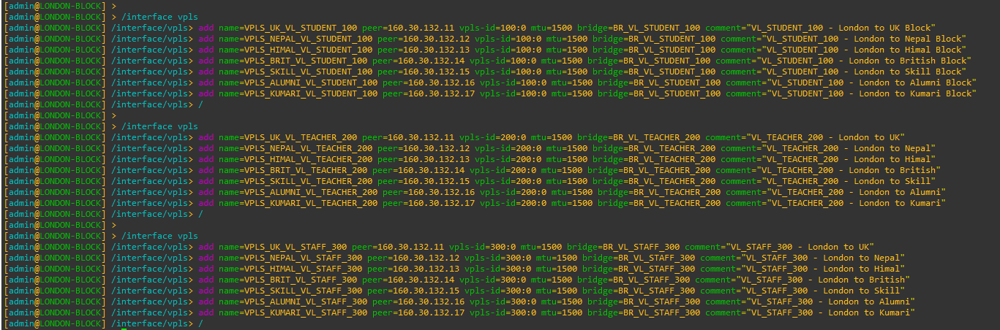 [admin@LONDON-BLOCK] >
[admin@LONDON-BLOCK] > /interface vpls
[admin@LONDON-BLOCK] /interface/vpls> add name=VPLS_UK_VL_STUDENT_100 peer=160.30.132.11 vpls-id=100:0 mtu=1500 bridge=BR_VL_STUDENT_100 comment="VL_STUDENT_100 - London to UK Block"
[admin@LONDON-BLOCK] /interface/vpls> add name=VPLS_NEPAL_VL_STUDENT_100 peer=160.30.132.12 vpls-id=100:0 mtu=1500 bridge=BR_VL_STUDENT_100 comment="VL_STUDENT_100 - London to Nepal Block"
[admin@LONDON-BLOCK] /interface/vpls> add name=VPLS_HIMAL_VL_STUDENT_100 peer=160.30.132.13 vpls-id=100:0 mtu=1500 bridge=BR_VL_STUDENT_100 comment="VL_STUDENT_100 - London to Himal Block"
[admin@LONDON-BLOCK] /interface/vpls> add name=VPLS_BRIT_VL_STUDENT_100 peer=160.30.132.14 vpls-id=100:0 mtu=1500 bridge=BR_VL_STUDENT_100 comment="VL_STUDENT_100 - London to British Block"
[admin@LONDON-BLOCK] /interface/vpls> add name=VPLS_SKILL_VL_STUDENT_100 peer=160.30.132.15 vpls-id=100:0 mtu=1500 bridge=BR_VL_STUDENT_100 comment="VL_STUDENT_100 - London to Skill Block"
[admin@LONDON-BLOCK] /interface/vpls> add name=VPLS_ALUMNI_VL_STUDENT_100 peer=160.30.132.16 vpls-id=100:0 mtu=1500 bridge=BR_VL_STUDENT_100 comment="VL_STUDENT_100 - London to Alumni Block"
[admin@LONDON-BLOCK] /interface/vpls> add name=VPLS_KUMARI_VL_STUDENT_100 peer=160.30.132.17 vpls-id=100:0 mtu=1500 bridge=BR_VL_STUDENT_100 comment="VL_STUDENT_100 - London to Kumari Block"
[admin@LONDON-BLOCK] /interface/vpls> /
[admin@LONDON-BLOCK] >
[admin@LONDON-BLOCK] > /interface vpls
[admin@LONDON-BLOCK] /interface/vpls> add name=VPLS_UK_VL_TEACHER_200 peer=160.30.132.11 vpls-id=200:0 mtu=1500 bridge=BR_VL_TEACHER_200 comment="VL_TEACHER_200 - London to UK"
[admin@LONDON-BLOCK] /interface/vpls> add name=VPLS_NEPAL_VL_TEACHER_200 peer=160.30.132.12 vpls-id=200:0 mtu=1500 bridge=BR_VL_TEACHER_200 comment="VL_TEACHER_200 - London to Nepal"
[admin@LONDON-BLOCK] /interface/vpls> add name=VPLS_HIMAL_VL_TEACHER_200 peer=160.30.132.13 vpls-id=200:0 mtu=1500 bridge=BR_VL_TEACHER_200 comment="VL_TEACHER_200 - London to Himal"
[admin@LONDON-BLOCK] /interface/vpls> add name=VPLS_BRIT_VL_TEACHER_200 peer=160.30.132.14 vpls-id=200:0 mtu=1500 bridge=BR_VL_TEACHER_200 comment="VL_TEACHER_200 - London to British"
[admin@LONDON-BLOCK] /interface/vpls> add name=VPLS_SKILL_VL_TEACHER_200 peer=160.30.132.15 vpls-id=200:0 mtu=1500 bridge=BR_VL_TEACHER_200 comment="VL_TEACHER_200 - London to Skill"
[admin@LONDON-BLOCK] /interface/vpls> add name=VPLS_ALUMNI_VL_TEACHER_200 peer=160.30.132.16 vpls-id=200:0 mtu=1500 bridge=BR_VL_TEACHER_200 comment="VL_TEACHER_200 - London to Alumni"
[admin@LONDON-BLOCK] /interface/vpls> add name=VPLS_KUMARI_VL_TEACHER_200 peer=160.30.132.17 vpls-id=200:0 mtu=1500 bridge=BR_VL_TEACHER_200 comment="VL_TEACHER_200 - London to Kumari"
[admin@LONDON-BLOCK] /interface/vpls> /
[admin@LONDON-BLOCK] >
[admin@LONDON-BLOCK] > /interface vpls
[admin@LONDON-BLOCK] /interface/vpls> add name=VPLS_UK_VL_STAFF_300 peer=160.30.132.11 vpls-id=300:0 mtu=1500 bridge=BR_VL_STAFF_300 comment="VL_STAFF_300 - London to UK"
[admin@LONDON-BLOCK] /interface/vpls> add name=VPLS_NEPAL_VL_STAFF_300 peer=160.30.132.12 vpls-id=300:0 mtu=1500 bridge=BR_VL_STAFF_300 comment="VL_STAFF_300 - London to Nepal"
[admin@LONDON-BLOCK] /interface/vpls> add name=VPLS_HIMAL_VL_STAFF_300 peer=160.30.132.13 vpls-id=300:0 mtu=1500 bridge=BR_VL_STAFF_300 comment="VL_STAFF_300 - London to Himal"
[admin@LONDON-BLOCK] /interface/vpls> add name=VPLS_BRIT_VL_STAFF_300 peer=160.30.132.14 vpls-id=300:0 mtu=1500 bridge=BR_VL_STAFF_300 comment="VL_STAFF_300 - London to British"
[admin@LONDON-BLOCK] /interface/vpls> add name=VPLS_SKILL_VL_STAFF_300 peer=160.30.132.15 vpls-id=300:0 mtu=1500 bridge=BR_VL_STAFF_300 comment="VL_STAFF_300 - London to Skill"
[admin@LONDON-BLOCK] /interface/vpls> add name=VPLS_ALUMNI_VL_STAFF_300 peer=160.30.132.16 vpls-id=300:0 mtu=1500 bridge=BR_VL_STAFF_300 comment="VL_STAFF_300 - London to Alumni"
[admin@LONDON-BLOCK] /interface/vpls> add name=VPLS_KUMARI_VL_STAFF_300 peer=160.30.132.17 vpls-id=300:0 mtu=1500 bridge=BR_VL_STAFF_300 comment="VL_STAFF_300 - London to Kumari"
[admin@LONDON-BLOCK] /interface/vpls> /